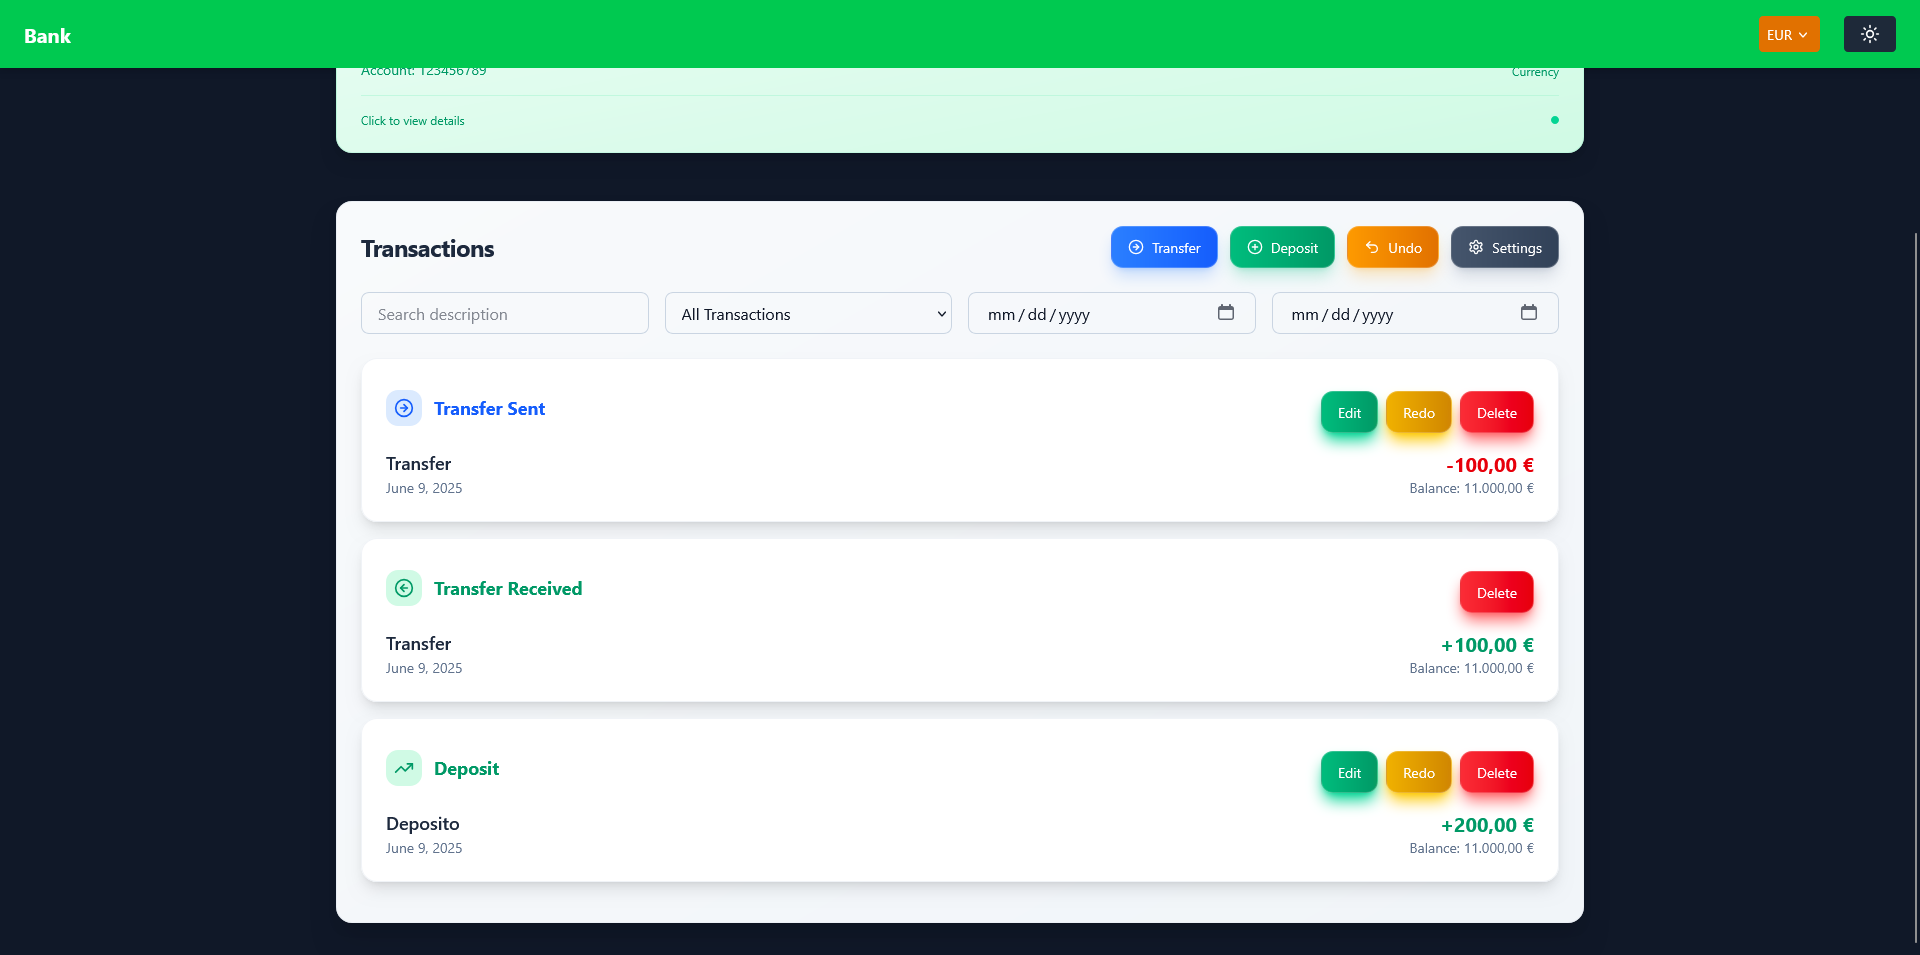 Bank
EUR
Account: 123456789
Currency
Click to view details
Transactions
Transfer
Deposit
Undo
Settings
Search description
All Transactions
mm/dd/yyyy
mm/dd/yyyy
Transfer Sent
Edit
Redo
Delete
Transfer
-100,00 €
June 9, 2025
Balance: 11.000,00 €
Transfer Received
Delete
Transfer
+100,00 €
June 9, 2025
Balance: 11.000,00 €
Deposit
Edit
Redo
Delete
Deposito
+200,00 €
June 9, 2025
Balance: 11.000,00 €